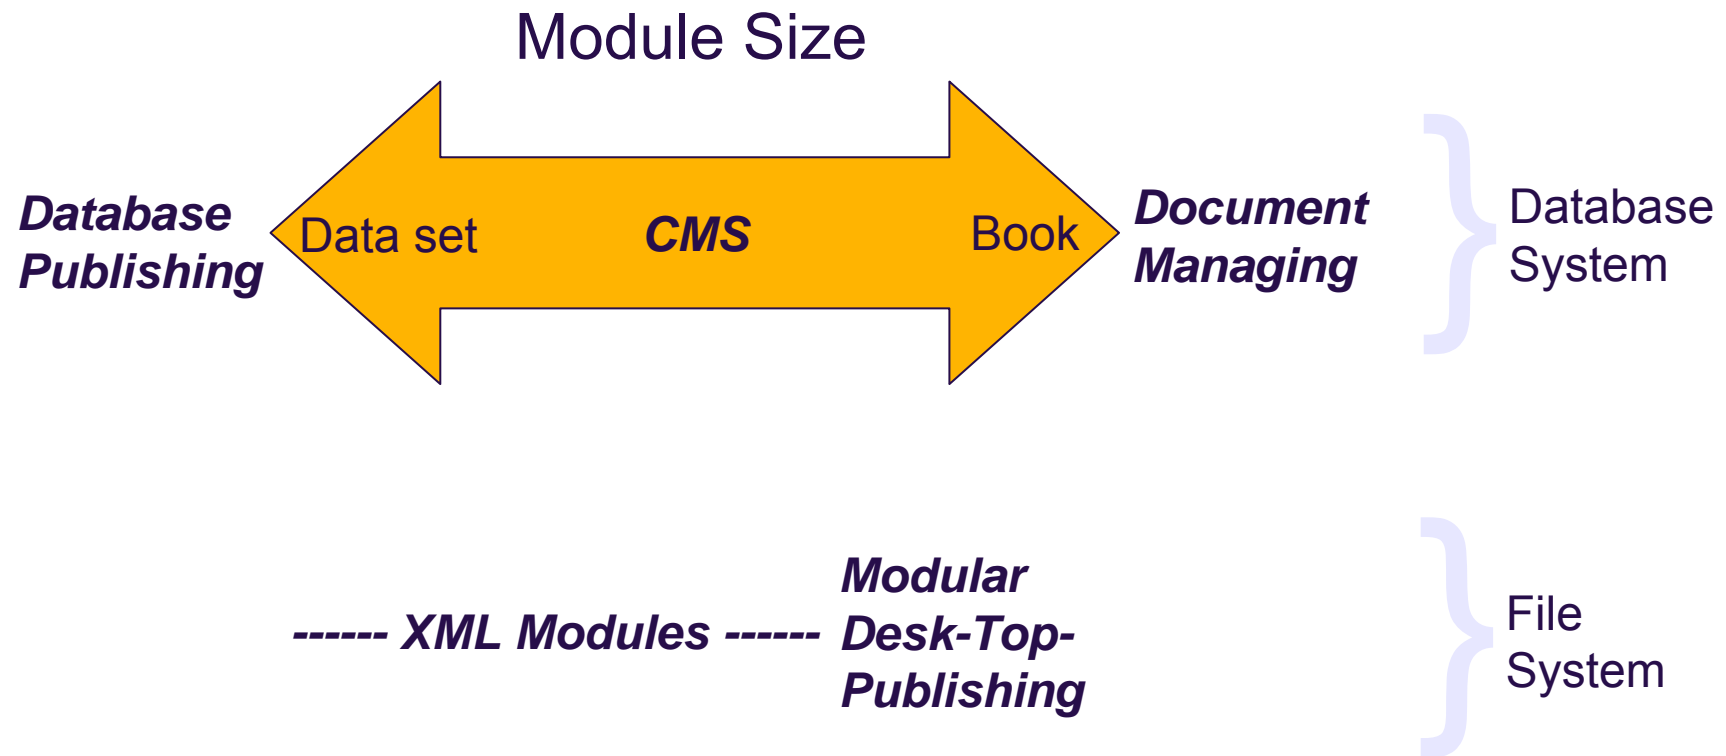 Module Size
Database
Publishing
Data set
CMS
Book
Document
Managing
Database
System
------ XML Modules ------
Modular
Desk-Top-
Publishing
File
System